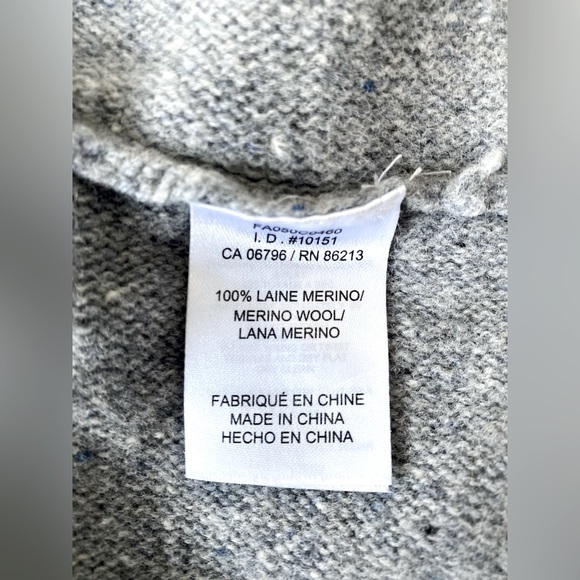 I. D. #10151
CA 06796 / RN 86213
100% LAINE MERINO/
MERINO WOOL/
LANA MERINO
FABRIQUÉ EN CHINE
MADE IN CHINA
HECHO EN CHINA